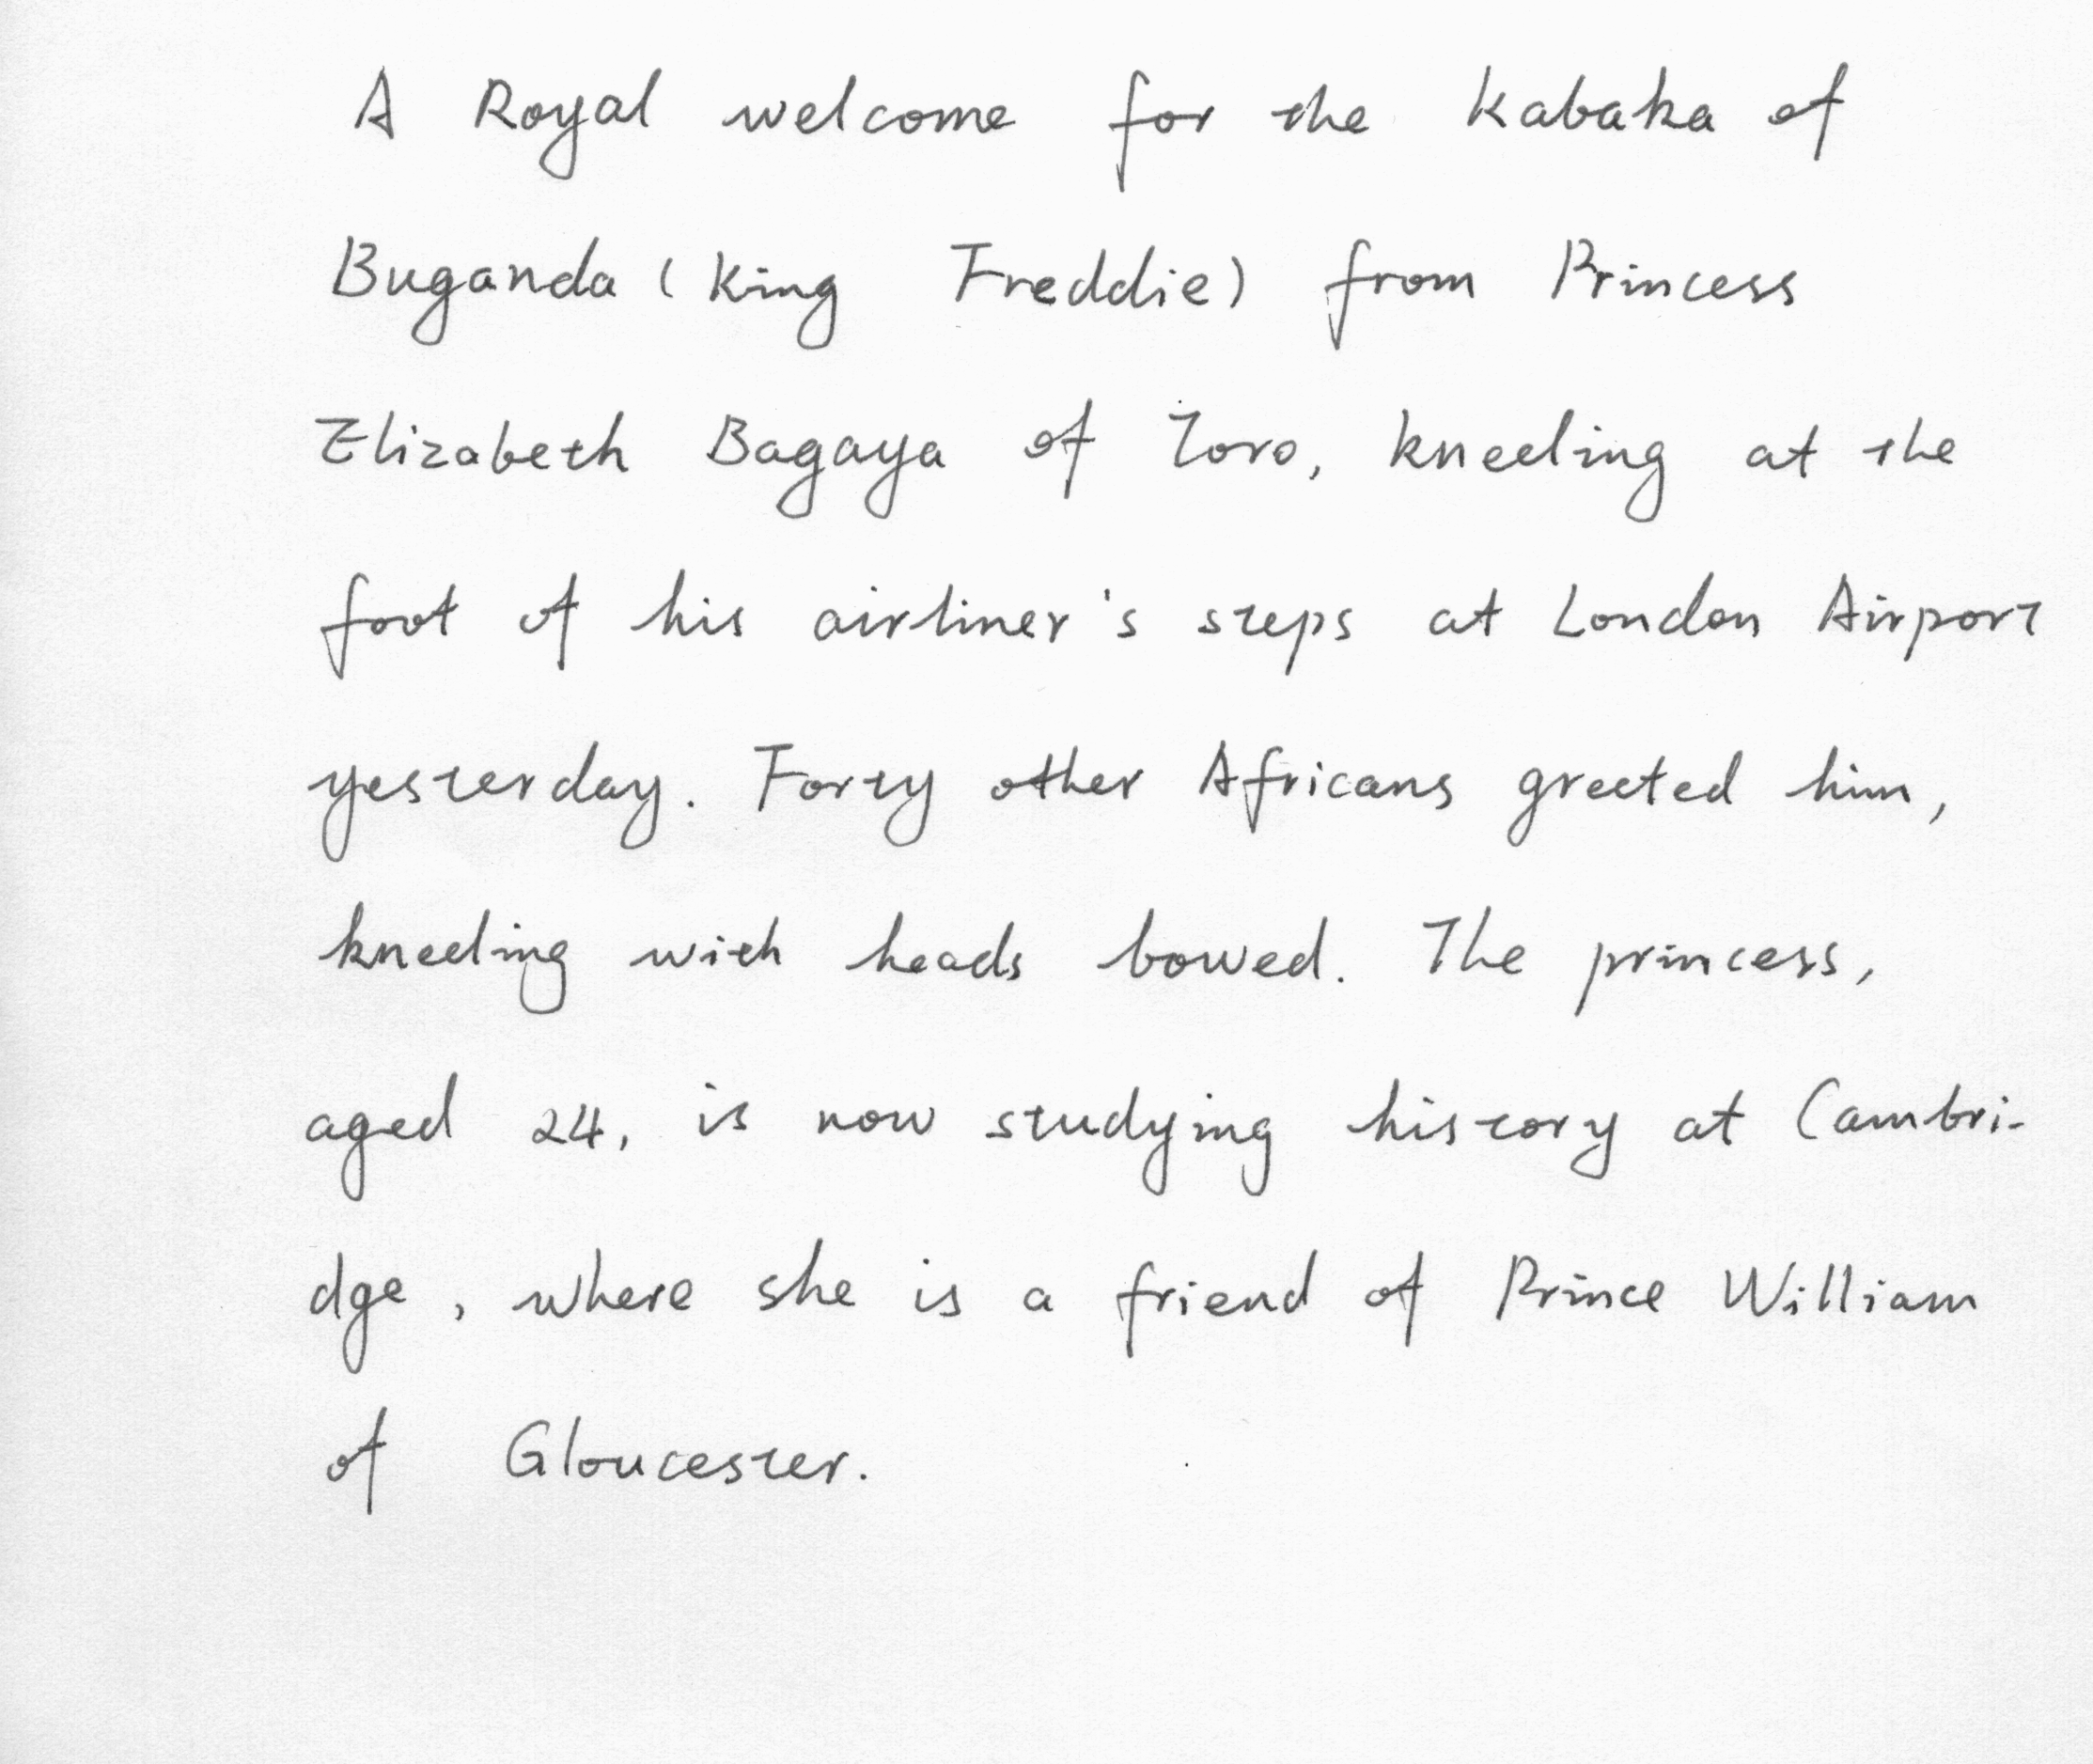 A Royal welcome for the Kabaka of
Buganda (King Freddie) from Princess
Elizabeth Bagaya of Toro, kneeling at the
foot of his airliner's steps at London Airport
yesterday. Forty other Africans greeted him,
kneeling with heads bowed. The princess,
aged 24, is now studying history at Cambri-
dge, where she is a friend of Prince William
of Gloucester.